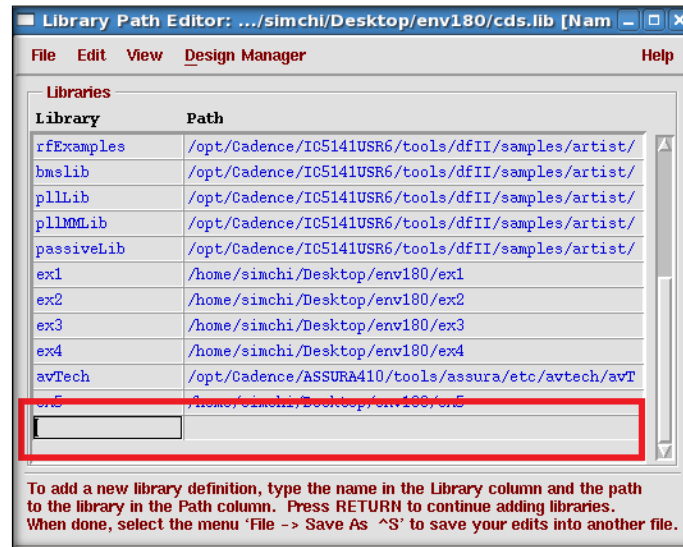 Library Path Editor: .../simchi/Desktop/env180/cds.lib [Nam
File Edit View Design Manager Help
Libraries
Library Path
rfExamples /opt/Cadence/IC5141USR6/tools/dfII/samples/artist/
bmslib /opt/Cadence/IC5141USR6/tools/dfII/samples/artist/
pllLib /opt/Cadence/IC5141USR6/tools/dfII/samples/artist/
pllMMLib /opt/Cadence/IC5141USR6/tools/dfII/samples/artist/
passiveLib /opt/Cadence/IC5141USR6/tools/dfII/samples/artist/
ex1 /home/simchi/Desktop/env180/ex1
ex2 /home/simchi/Desktop/env180/ex2
ex3 /home/simchi/Desktop/env180/ex3
ex4 /home/simchi/Desktop/env180/ex4
avTech /opt/Cadence/ASSURA410/tools/assura/etc/avtech/avT
ex5 /home/simchi/Desktop/env180/ex5
To add a new library definition, type the name in the Library column and the path
to the library in the Path column. Press RETURN to continue adding libraries.
When done, select the menu 'File -> Save As ^S' to save your edits into another file.